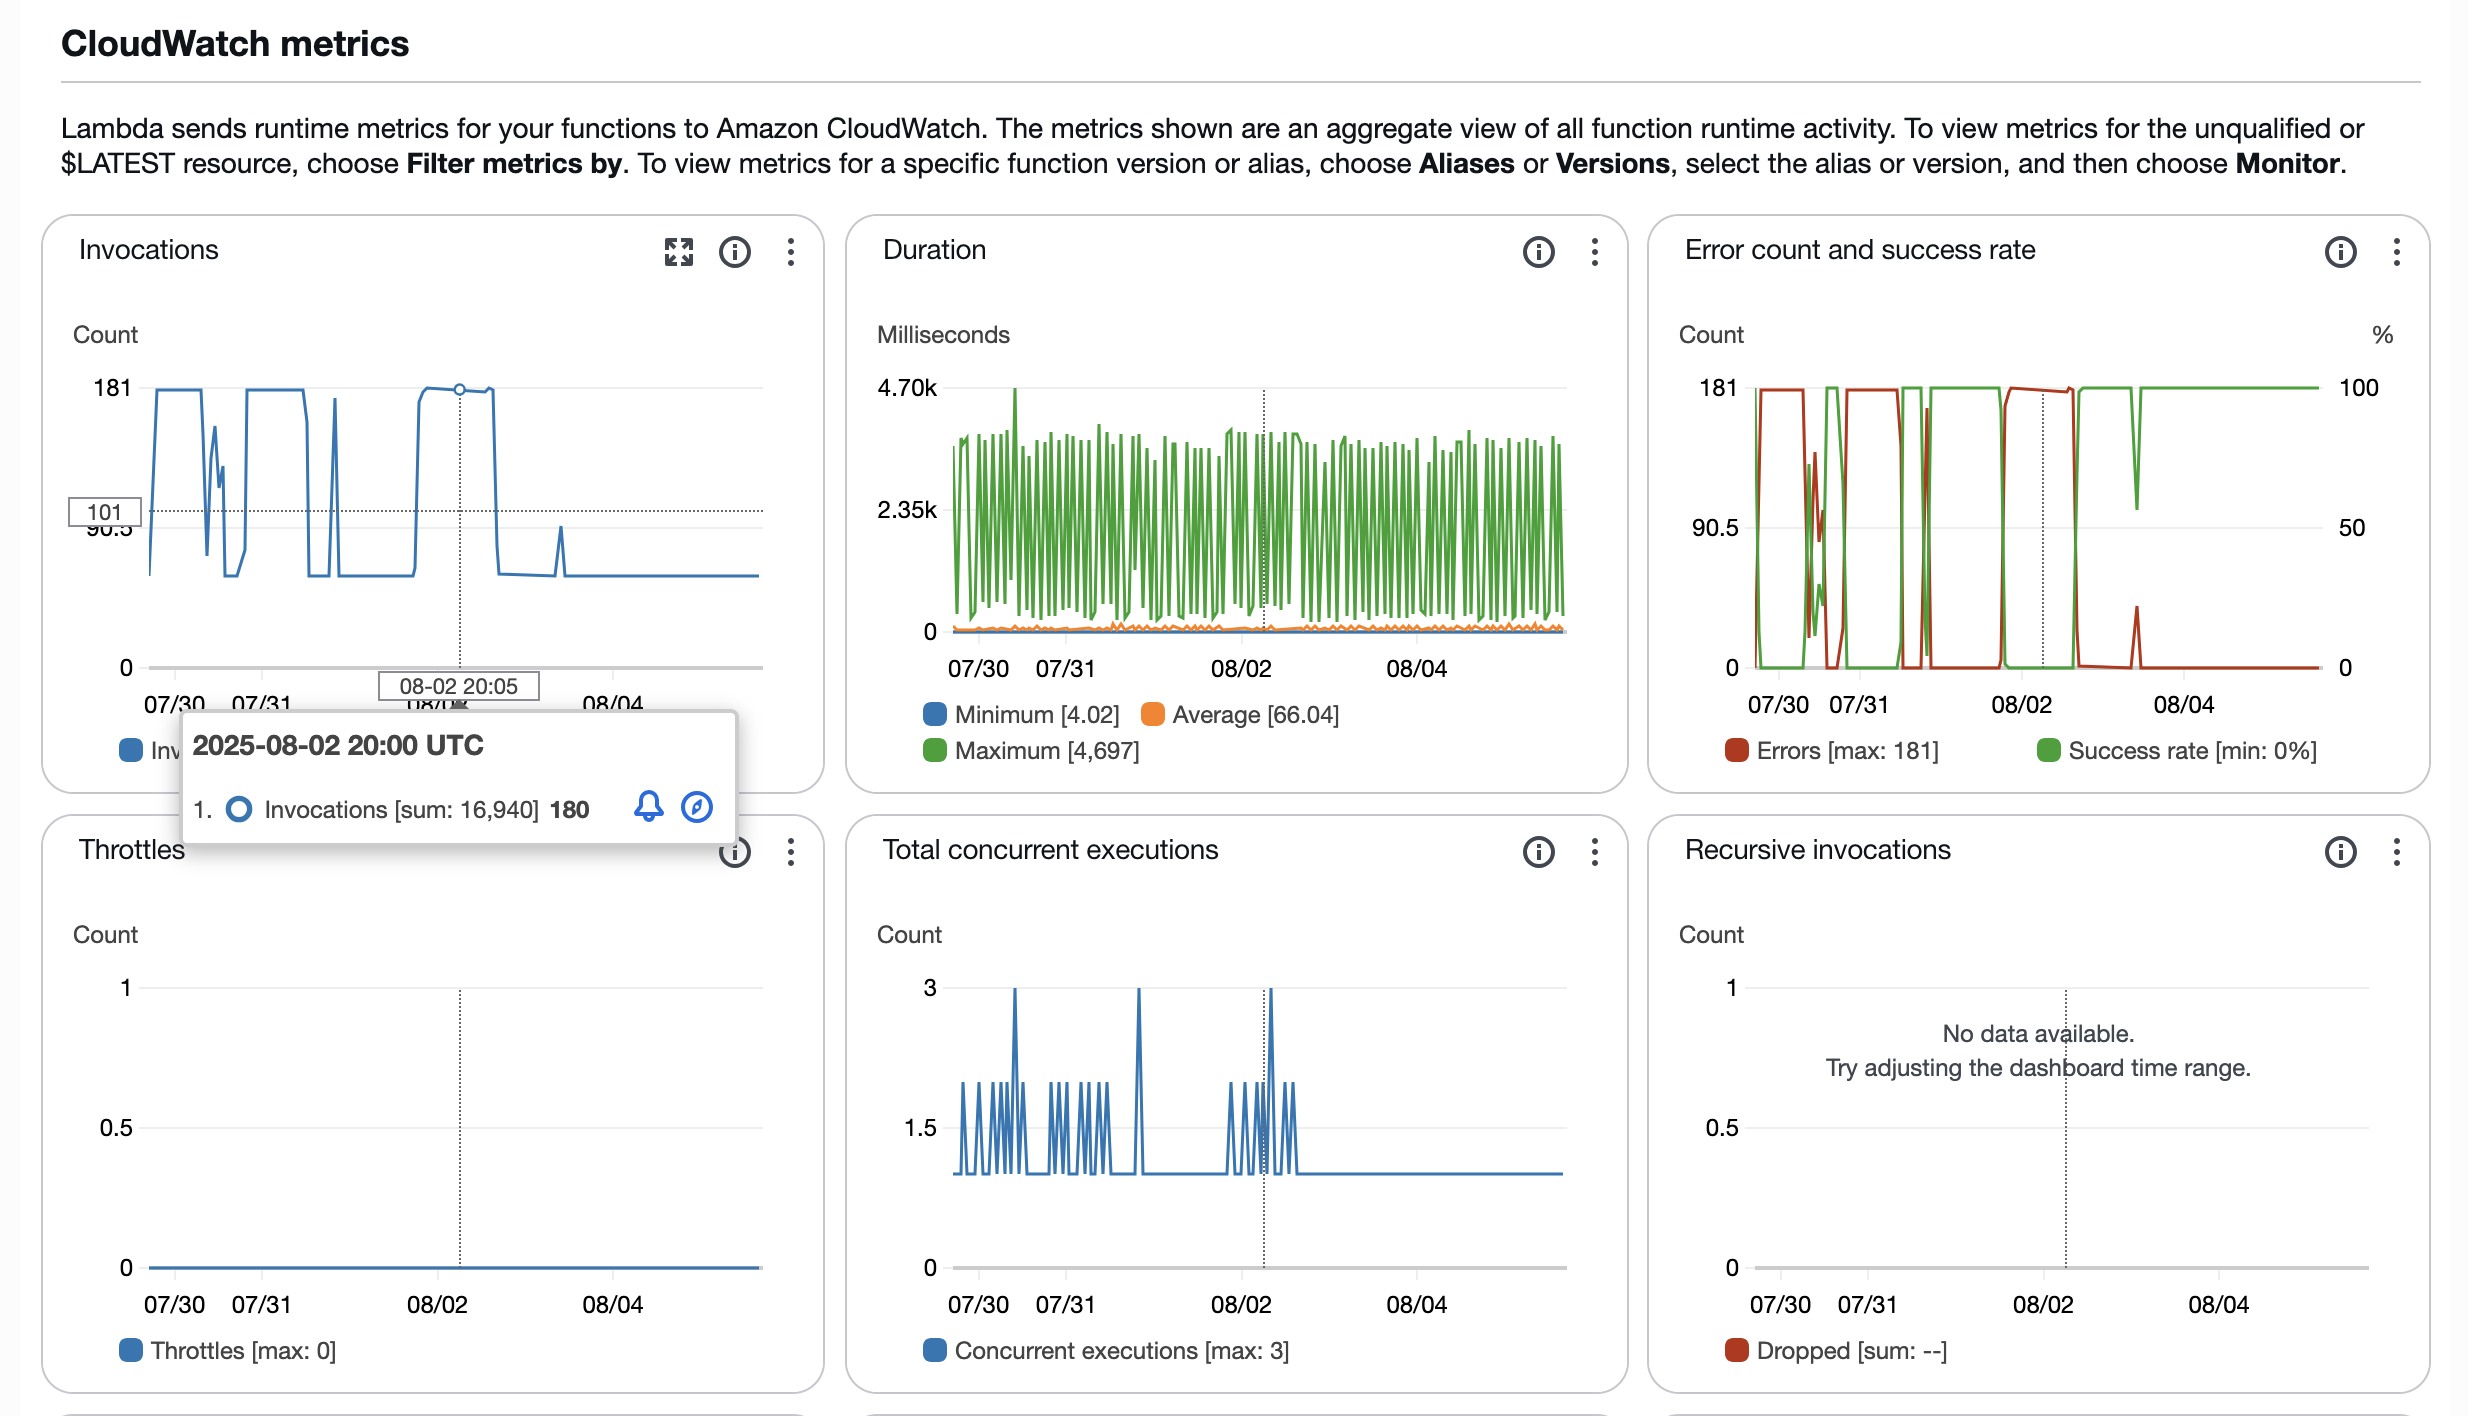 CloudWatch metrics
Lambda sends runtime metrics for your functions to Amazon CloudWatch. The metrics shown are an aggregate view of all function runtime activity. To view metrics for the unqualified or
$LATEST resource, choose Filter metrics by. To view metrics for a specific function version or alias, choose Aliases or Versions, select the alias or version, and then choose Monitor.
Invocations
Count
181
101
90.5
0
07/30 07/31 08/02 08/04
08-02 20:05
2025-08-02 20:00 UTC
1. Invocations [sum: 16,940] 180
Duration
Milliseconds
4.70k
2.35k
0
07/30 07/31 08/02 08/04
Minimum [4.02] Average [66.04]
Maximum [4,697]
Error count and success rate
Count %
181 100
90.5 50
0 0
07/30 07/31 08/02 08/04
Errors [max: 181] Success rate [min: 0%]
Throttles
Count
1
0.5
0
07/30 07/31 08/02 08/04
Throttles [max: 0]
Total concurrent executions
Count
3
1.5
0
07/30 07/31 08/02 08/04
Concurrent executions [max: 3]
Recursive invocations
Count
1
No data available.
Try adjusting the dashboard time range.
0.5
0
07/30 07/31 08/02 08/04
Dropped [sum: --]